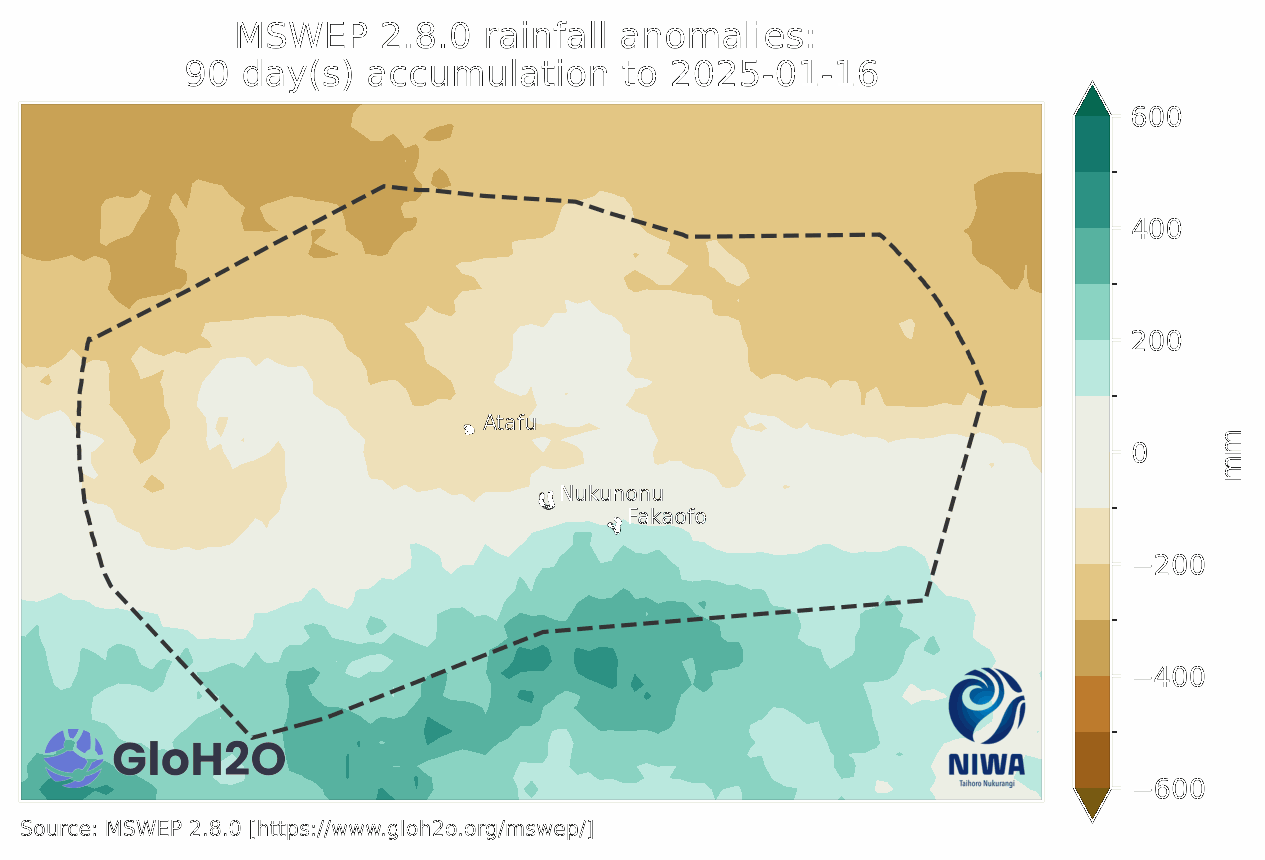 MSWEP 2.8.0 rainfall anomalies:
90 day(s) accumulation to 2025-01-16
600
400
200
0
−200
−400
−600
mm
Atafu
Nukunonu
Fakaofo
GloH2O
NIWA
Taihoro Nukurangi
Source: MSWEP 2.8.0 [https://www.gloh2o.org/mswep/]